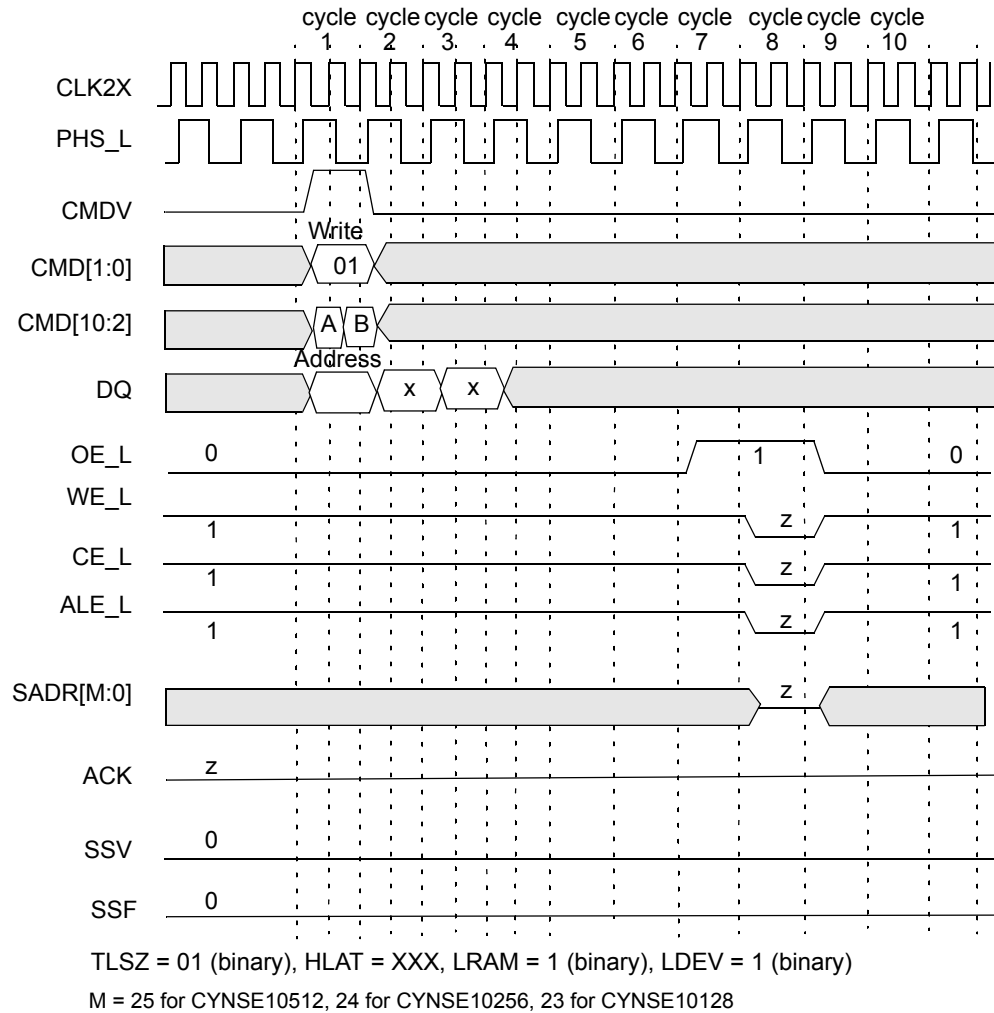 cycle cycle cycle cycle cycle cycle cycle cycle cycle cycle
1 2 3 4 5 6 7 8 9 10
CLK2X
PHS_L
CMDV
Write
CMD[1:0] 01
CMD[10:2] A B
Address
DQ x x
OE_L 0 1 0
WE_L 1 z 1
CE_L 1 z 1
ALE_L 1 z 1
SADR[M:0] z
ACK z
SSV 0
SSF 0
TLSZ = 01 (binary), HLAT = XXX, LRAM = 1 (binary), LDEV = 1 (binary)
M = 25 for CYNSE10512, 24 for CYNSE10256, 23 for CYNSE10128